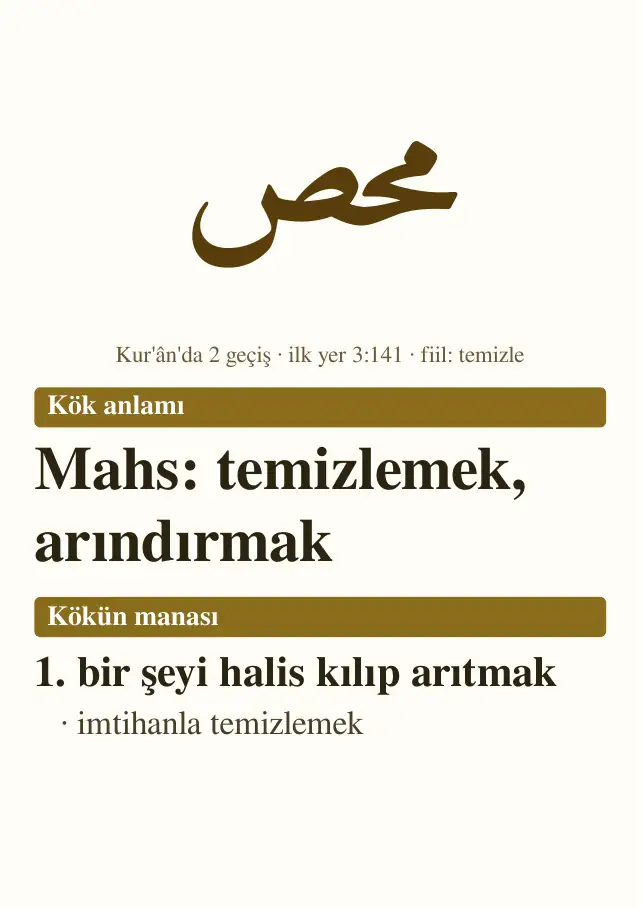 محص
Kur'ân'da 2 geçiş · ilk yer 3:141 · fiil: temizle
Kök anlamı
Mahs: temizlemek,
arındırmak
Kökün manası
1. bir şeyi halis kılıp arıtmak
· imtihanla temizlemek